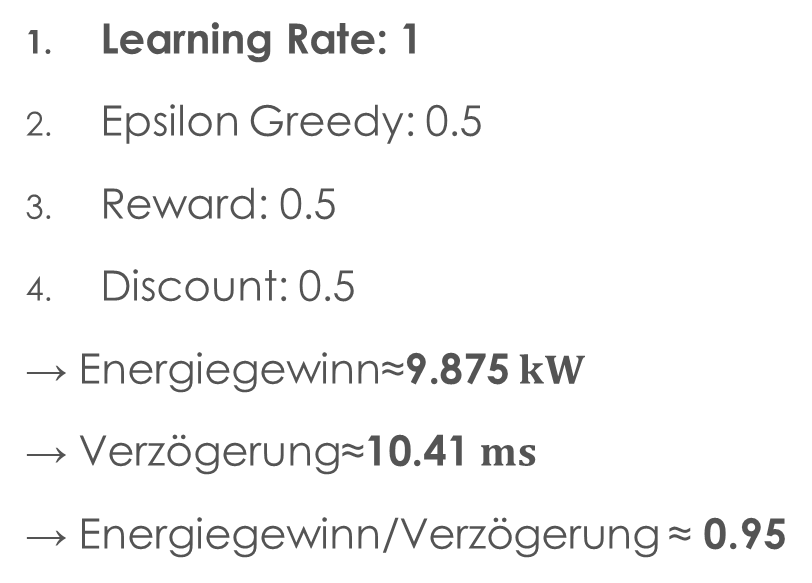 1. Learning Rate: 1
2. Epsilon Greedy: 0.5
3. Reward: 0.5
4. Discount: 0.5
→ Energiegewinn≈9.875 kW
→ Verzögerung≈10.41 ms
→ Energiegewinn/Verzögerung ≈ 0.95